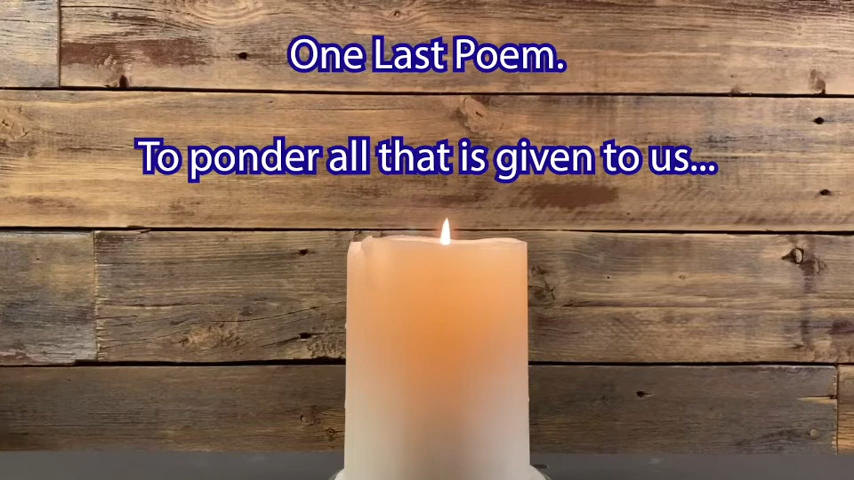 One Last Poem.
To ponder all that is given to us...